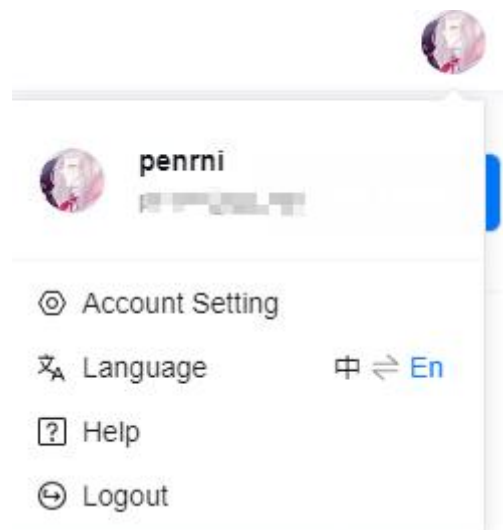 penrni
Account Setting
Language 中 ⇌ En
Help
Logout